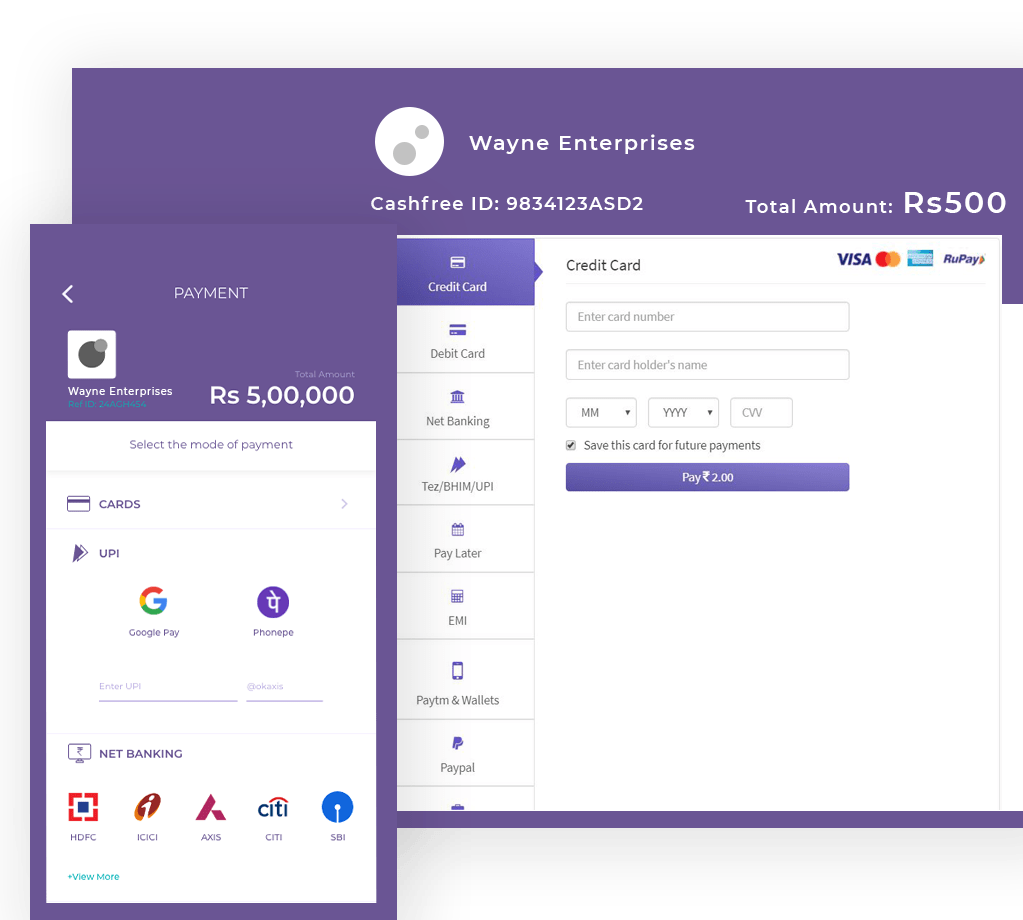 Wayne Enterprises
Cashfree ID: 9834123ASD2
Total Amount: Rs500
PAYMENT
Total Amount
Wayne Enterprises
Rs 5,00,000
Ref ID: 24AGH454
Select the mode of payment
CARDS
UPI
Google Pay
Phonepe
Enter UPI
@okaxis
₹
NET BANKING
citi
HDFC
ICICI
AXIS
CITI
SBI
+View More
Credit Card
Debit Card
Net Banking
Tez/BHIM/UPI
Pay Later
EMI
Paytm & Wallets
Paypal
Credit Card
VISA
RuPay
Enter card number
Enter card holder's name
MM
YYYY
CVV
Save this card for future payments
Pay ₹ 2.00